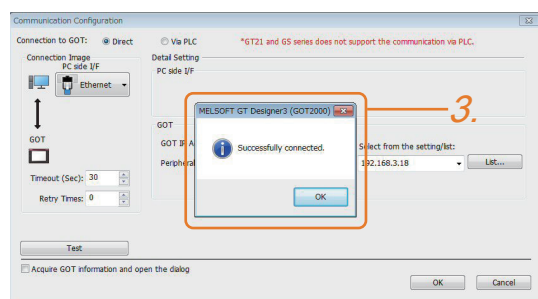 Communication Configuration
Connection to GOT: Direct Via PLC *GT21 and GS series does not support the communication via PLC.
Connection Image
PC side I/F
Ethernet
GOT
Timeout (Sec): 30
Retry Times: 0
Detail Setting
PC side I/F
GOT
GOT IP A
Select from the setting/list:
Peripheral
192.168.3.18 List...
MELSOFT GT Designer3 (GOT2000)
Successfully connected.
OK
3.
Test
Acquire GOT information and open the dialog
OK Cancel